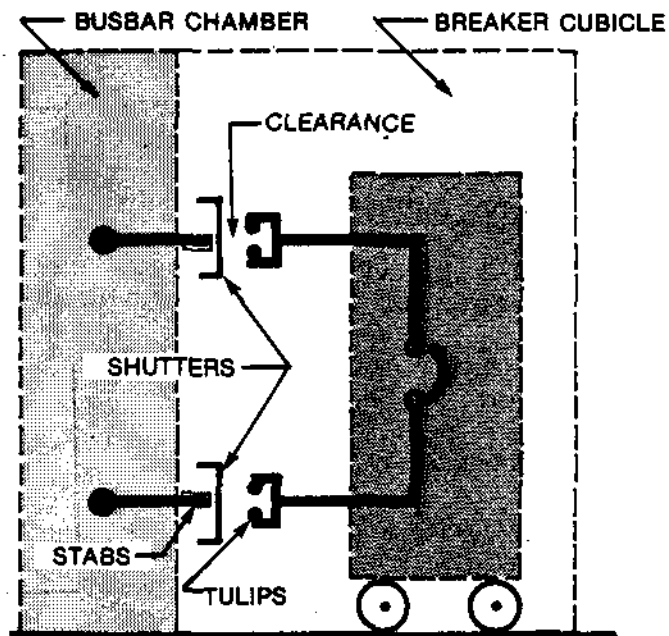 BUSBAR CHAMBER
BREAKER CUBICLE
CLEARANCE
SHUTTERS
STABS
TULIPS